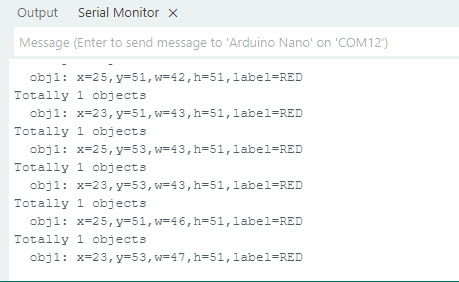 Output Serial Monitor ×
Message (Enter to send message to 'Arduino Nano' on 'COM12')
obj1: x=25,y=51,w=42,h=51,label=RED
Totally 1 objects
obj1: x=23,y=51,w=43,h=51,label=RED
Totally 1 objects
obj1: x=25,y=53,w=43,h=51,label=RED
Totally 1 objects
obj1: x=23,y=53,w=43,h=51,label=RED
Totally 1 objects
obj1: x=25,y=51,w=46,h=51,label=RED
Totally 1 objects
obj1: x=23,y=53,w=47,h=51,label=RED